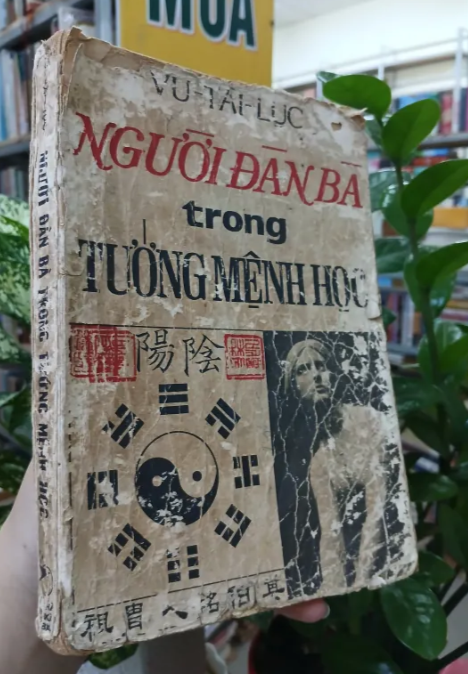 MUA
VŨ-TÀI-LỤC
NGƯỜI ĐÀN BÀ
trong
TƯỚNG MỆNH HỌC
陽陰
NGƯỜI ĐÀN BÀ TRONG TƯỚNG MỆNH HỌC